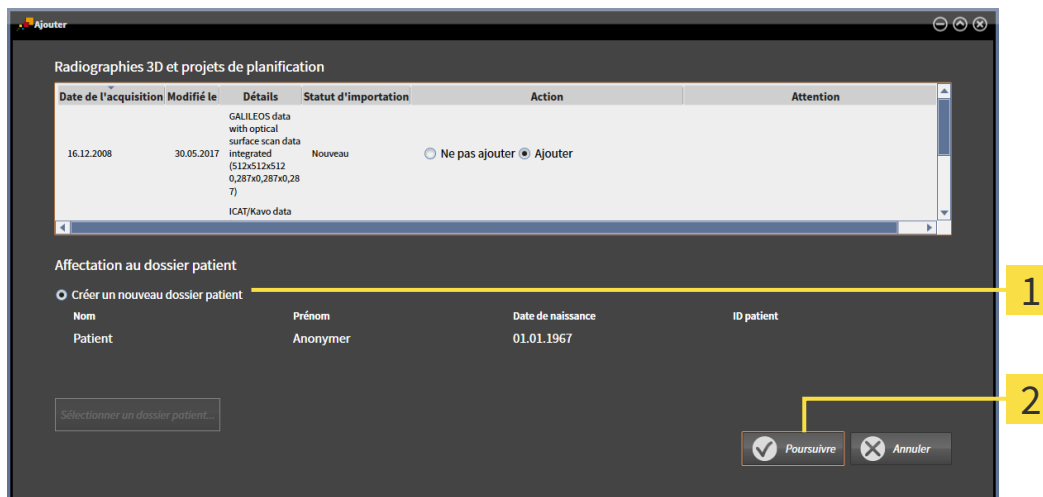 Ajouter
Radiographies 3D et projets de planification
Date de l'acquisition Modifié le Détails Statut d'importation Action Attention
GALILEOS data
with optical
surface scan data
16.12.2008 30.05.2017 integrated Nouveau Ne pas ajouter Ajouter
(512x512x512
0,287x0,287x0,28
7)
ICAT/Kavo data
Affectation au dossier patient
Créer un nouveau dossier patient
1
Nom Prénom Date de naissance ID patient
Patient Anonymer 01.01.1967
2
Sélectionner un dossier patient...
Poursuivre Annuler